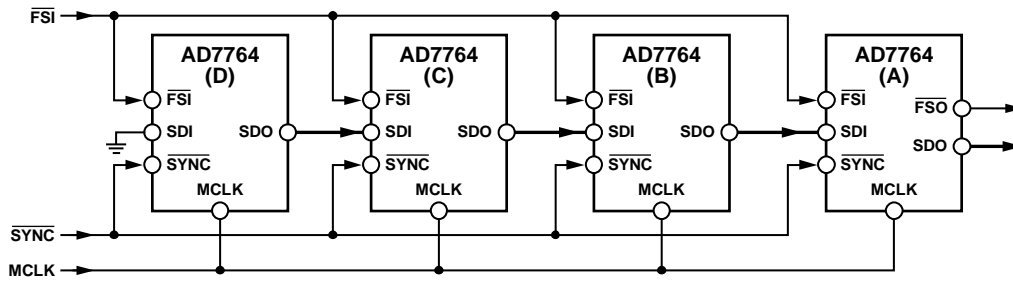 FSI
AD7764
(D)
FSI
SDI
SDO
SYNC
MCLK
AD7764
(C)
FSI
SDI
SDO
SYNC
MCLK
AD7764
(B)
FSI
SDI
SDO
SYNC
MCLK
AD7764
(A)
FSI
FSO
SDI
SDO
SYNC
MCLK
SYNC
MCLK